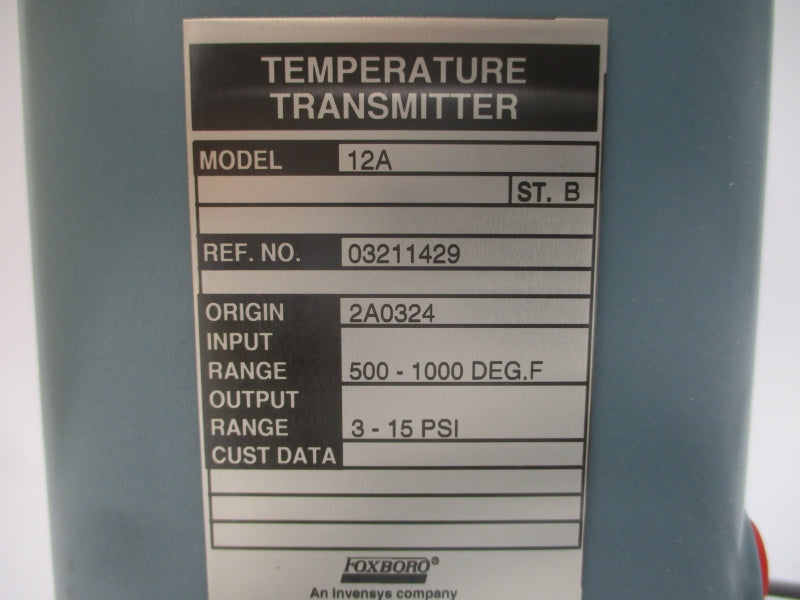 TEMPERATURE
TRANSMITTER
MODEL 12A
ST. B
REF. NO. 03211429
ORIGIN 2A0324
INPUT
RANGE 500 - 1000 DEG.F
OUTPUT
RANGE 3 - 15 PSI
CUST DATA
FOXBORO®
An Invensys company